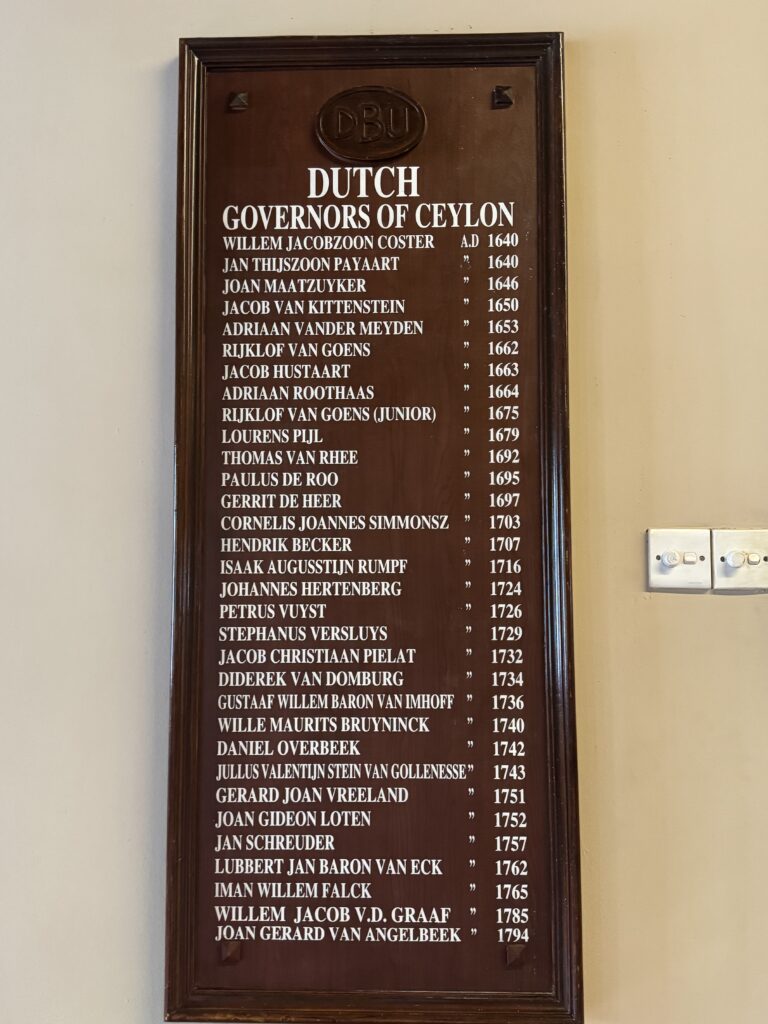 DBU
DUTCH
GOVERNORS OF CEYLON
WILLEM JACOBZOON COSTER A.D 1640
JAN THIJSZOON PAYAART " 1640
JOAN MAATZUYKER " 1646
JACOB VAN KITTENSTEIN " 1650
ADRIAAN VANDER MEYDEN " 1653
RIJKLOF VAN GOENS " 1662
JACOB HUSTAART " 1663
ADRIAAN ROOTHAAS " 1664
RIJKLOF VAN GOENS (JUNIOR) " 1675
LOURENS PIJL " 1679
THOMAS VAN RHEE " 1692
PAULUS DE ROO " 1695
GERRIT DE HEER " 1697
CORNELIS JOANNES SIMMONSZ " 1703
HENDRIK BECKER " 1707
ISAAK AUGUSSTIJN RUMPF " 1716
JOHANNES HERTENBERG " 1724
PETRUS VUYST " 1726
STEPHANUS VERSLUYS " 1729
JACOB CHRISTIAAN PIELAT " 1732
DIDEREK VAN DOMBURG " 1734
GUSTAAF WILLEM BARON VAN IMHOFF " 1736
WILLE MAURITS BRUYNINCK " 1740
DANIEL OVERBEEK " 1742
JULLUS VALENTIJN STEIN VAN GOLLENESSE " 1743
GERARD JOAN VREELAND " 1751
JOAN GIDEON LOTEN " 1752
JAN SCHREUDER " 1757
LUBBERT JAN BARON VAN ECK " 1762
IMAN WILLEM FALCK " 1765
WILLEM JACOB V.D. GRAAF " 1785
JOAN GERARD VAN ANGELBEEK " 1794